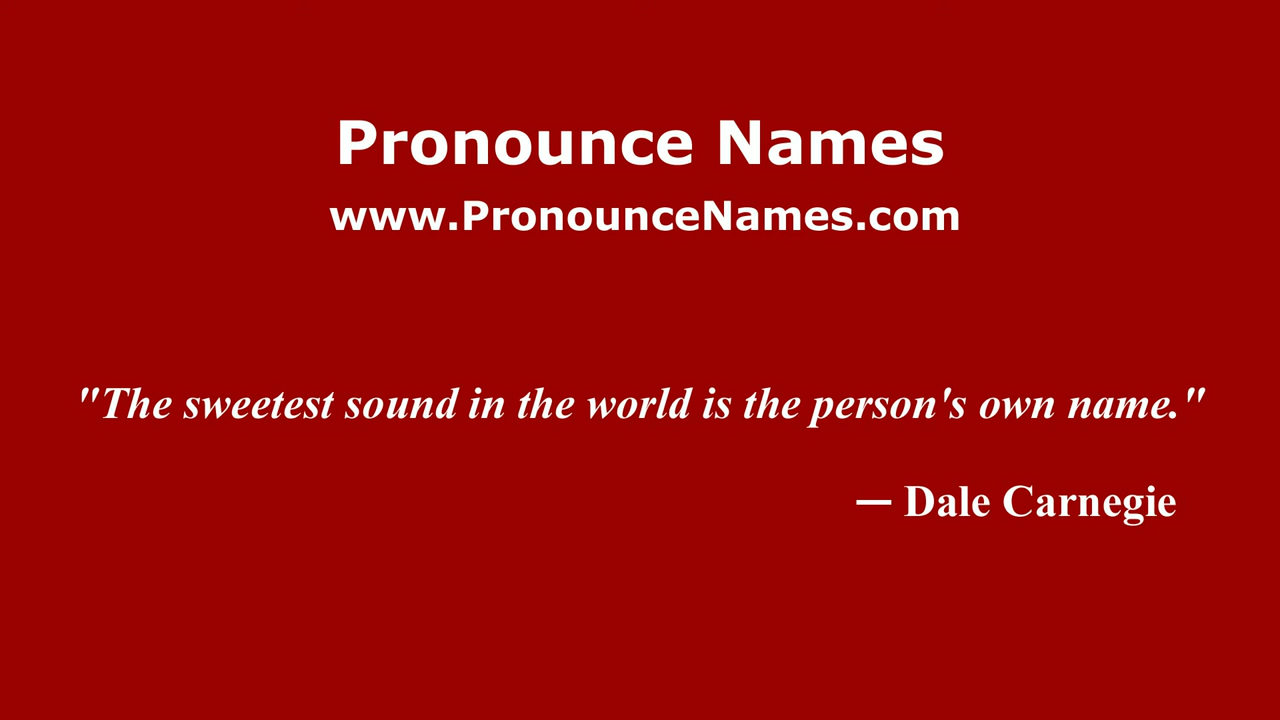 Pronounce Names
www.PronounceNames.com
"The sweetest sound in the world is the person's own name."
— Dale Carnegie